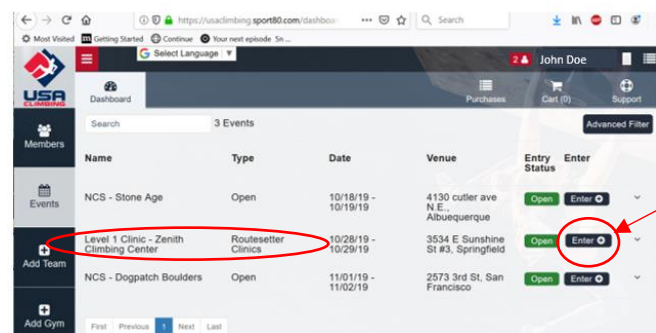 https://usaclimbing.sport80.com/dashboa
Search
Most Visited Getting Started Continue Your next episode Sn ...
Select Language
2 John Doe
USA CLIMBING
Dashboard Purchases Cart (0) Support
Search 3 Events Advanced Filter
Members
Name Type Date Venue Entry Status Enter
Events
NCS - Stone Age Open 10/18/19 - 10/19/19 4130 cutler ave N.E., Albuequerque Open Enter
Level 1 Clinic - Zenith Climbing Center Routesetter Clinics 10/28/19 - 10/29/19 3534 E Sunshine St #3, Springfield Open Enter
Add Team
NCS - Dogpatch Boulders Open 11/01/19 - 11/02/19 2573 3rd St, San Francisco Open Enter
Add Gym
First Previous 1 Next Last